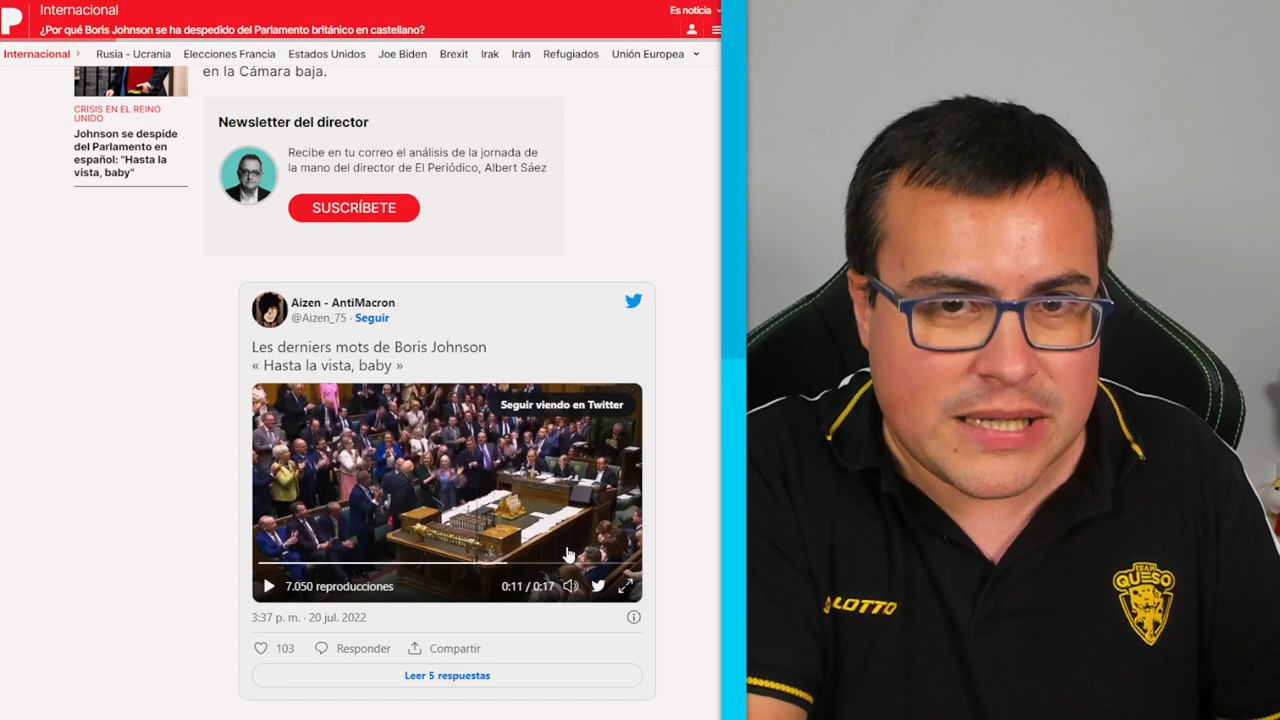 Internacional
Es noticia
¿Por qué Boris Johnson se ha despedido del Parlamento británico en castellano?
Internacional
Rusia - Ucrania
Elecciones Francia
Estados Unidos
Joe Biden
Brexit
Irak
Irán
Refugiados
Unión Europea
en la Cámara baja.
CRISIS EN EL REINO
UNIDO
Johnson se despide
del Parlamento en
español: "Hasta la
vista, baby"
Newsletter del director
Recibe en tu correo el análisis de la jornada de
la mano del director de El Periódico, Albert Sáez
SUSCRÍBETE
Aizen - AntiMacron
@Aizen_75 · Seguir
Les derniers mots de Boris Johnson
« Hasta la vista, baby »
Seguir viendo en Twitter
7.050 reproducciones
0:11 / 0:17
3:37 p. m. · 20 jul. 2022
103
Responder
Compartir
Leer 5 respuestas
LOTTO
TEAM
QUESO